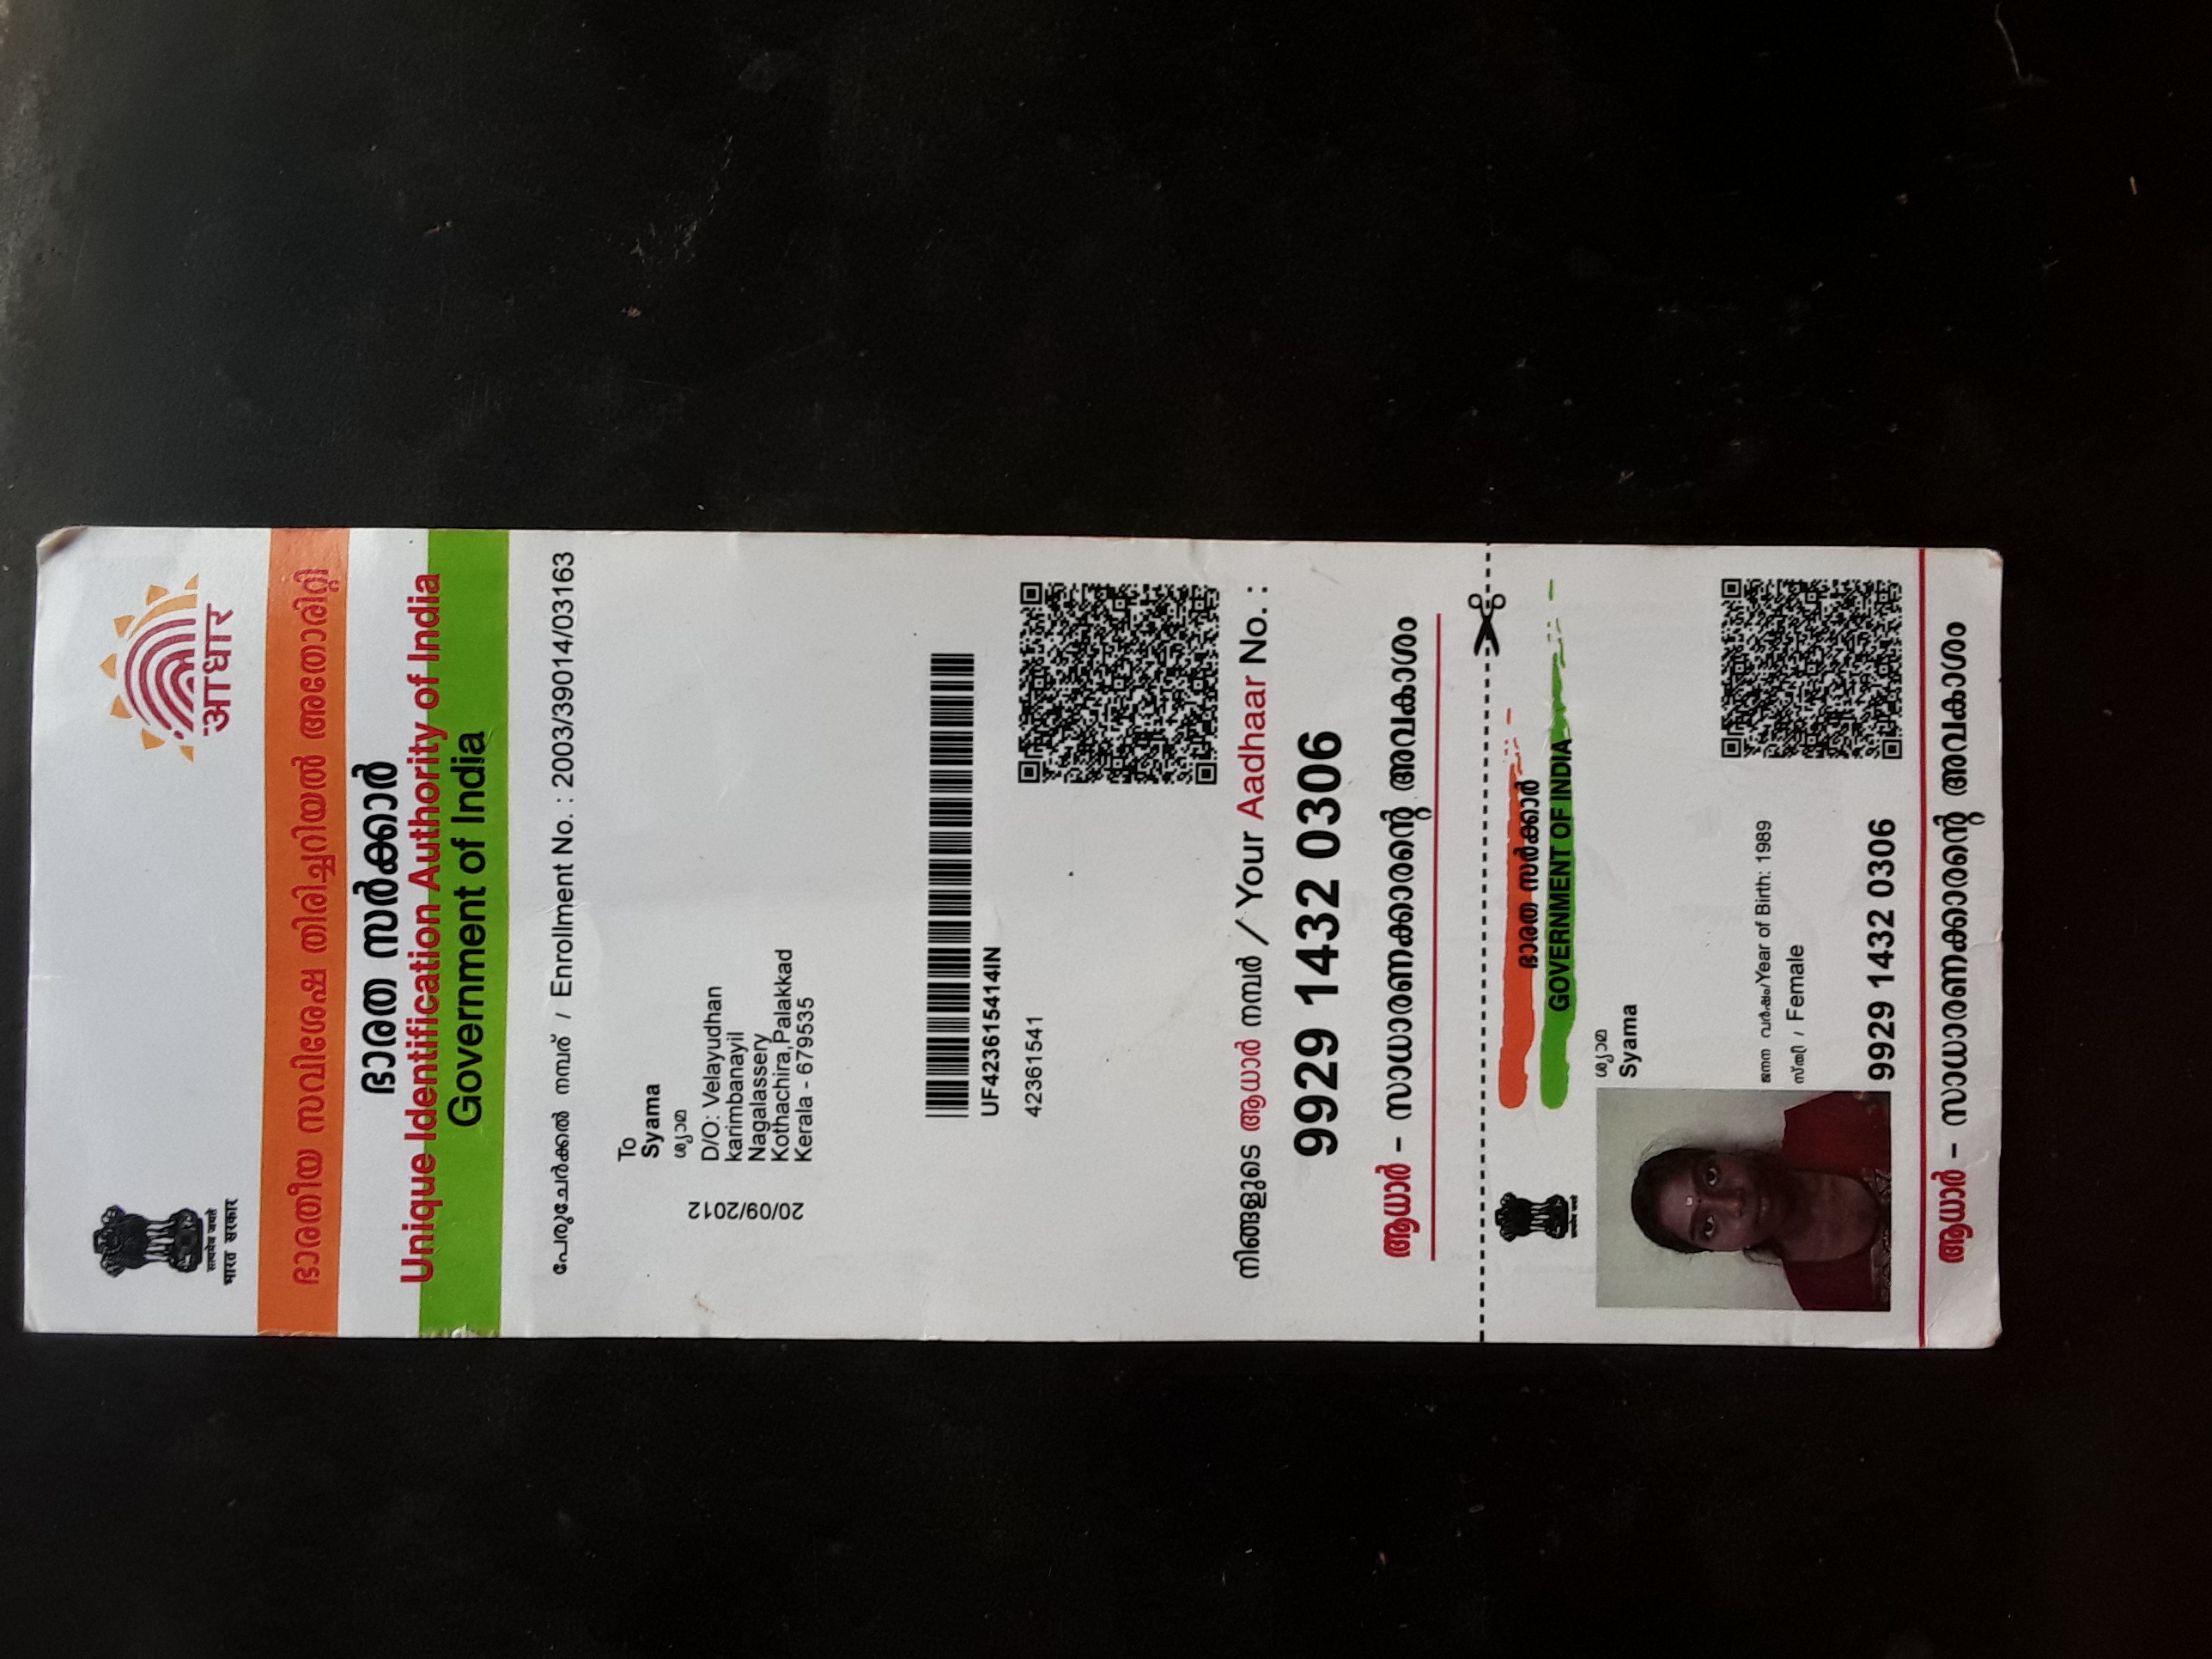 सत्यमेव जयते
भारत सरकार
आधार
ഭാരതീയ സവിശേഷ തിരിച്ചറിയൽ അതോരിറ്റി
ഭാരത സർക്കാർ
Unique Identification Authority of India
Government of India
പേരുചേർക്കൽ നമ്പര് / Enrollment No. : 2003/39014/03163
To
Syama
ശ്യാമ
D/O: Velayudhan
karimbanayil
Nagalassery
Kothachira,Palakkad
Kerala - 679535
20/09/2012
UF423615414IN
42361541
നിങ്ങളുടെ ആധാർ നമ്പർ / Your Aadhaar No. :
9929 1432 0306
ആധാർ - സാധാരണക്കാരന്റെ അവകാശം
सत्यमेव जयते
ഭാരത സർക്കാർ
GOVERNMENT OF INDIA
ശ്യാമ
Syama
ജനന വർഷം/Year of Birth: 1989
സ്ത്രീ / Female
9929 1432 0306
ആധാർ - സാധാരണക്കാരന്റെ അവകാശം